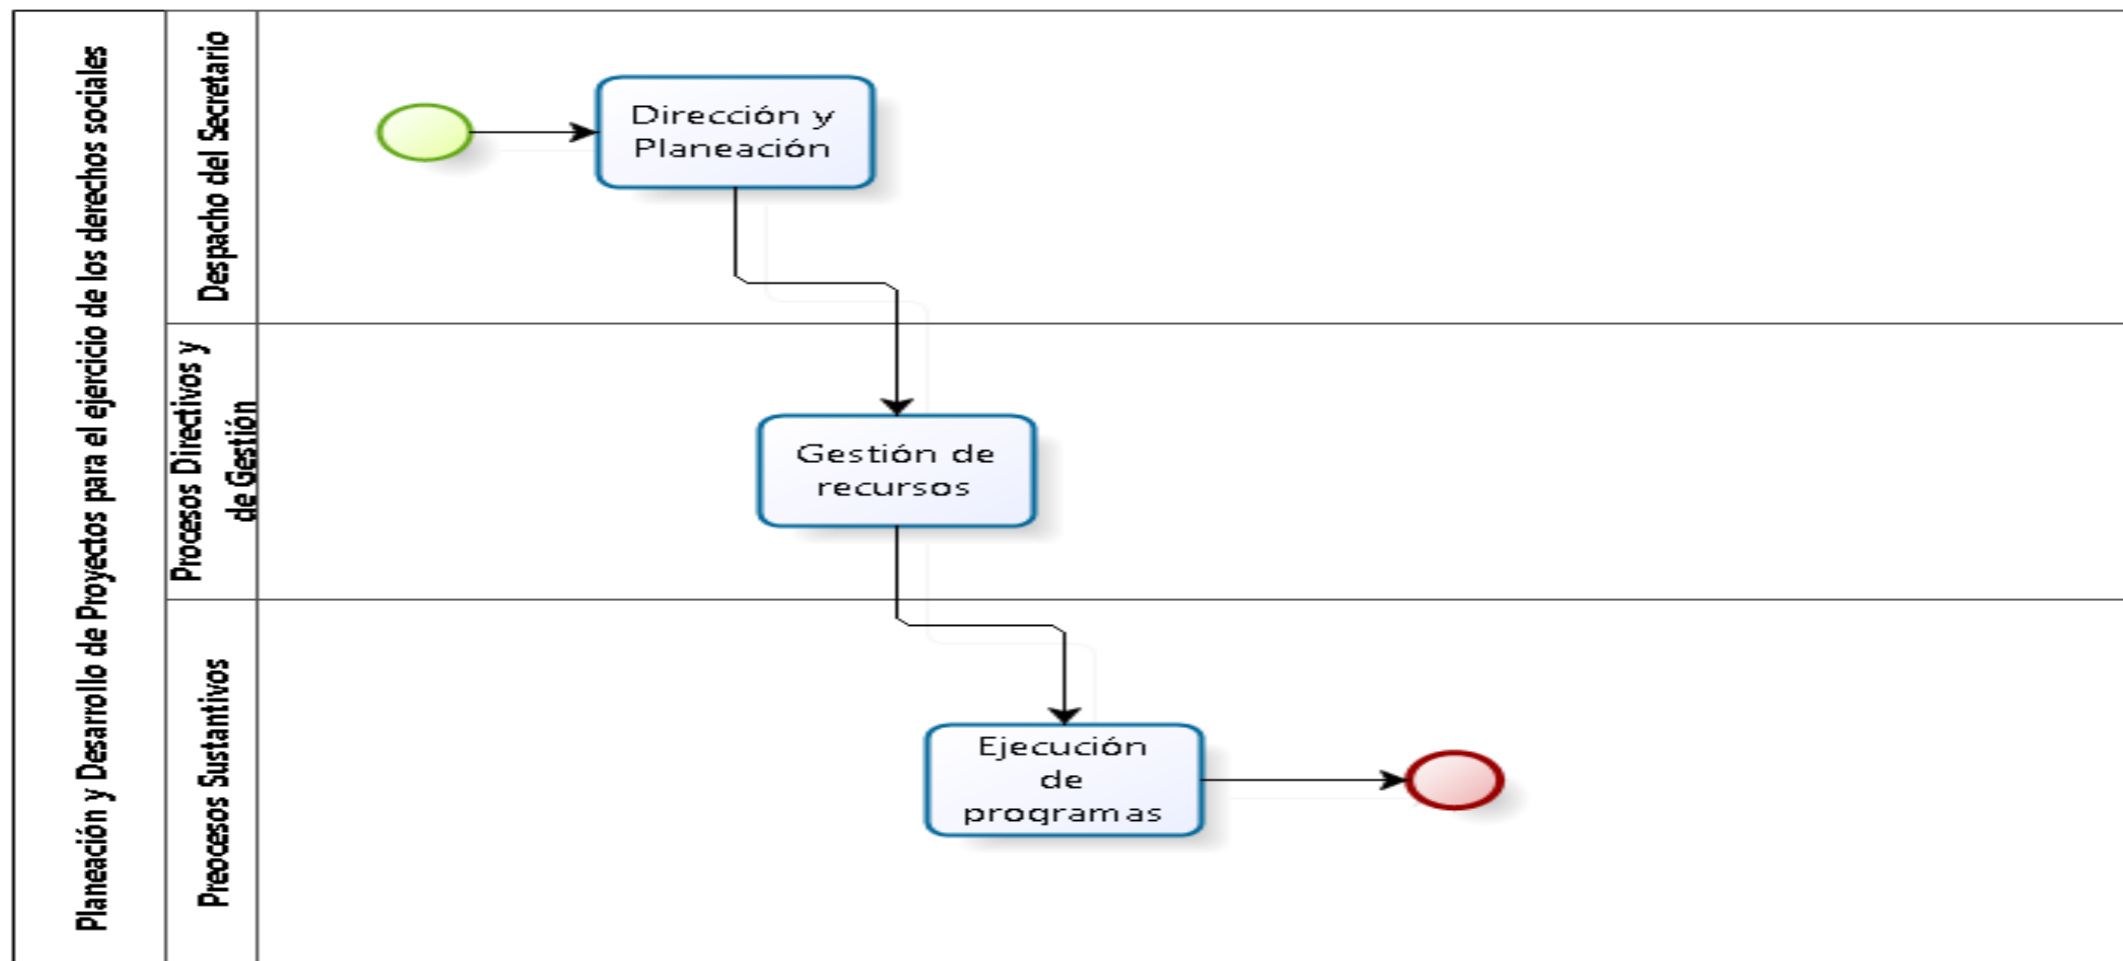 Planeación y Desarrollo de Proyectos para el ejercicio de los derechos sociales
Despacho del Secretario
Dirección y
Planeación
Procesos Directivos y
de Gestión
Gestión de
recursos
Preocesos Sustantivos
Ejecución
de
programas